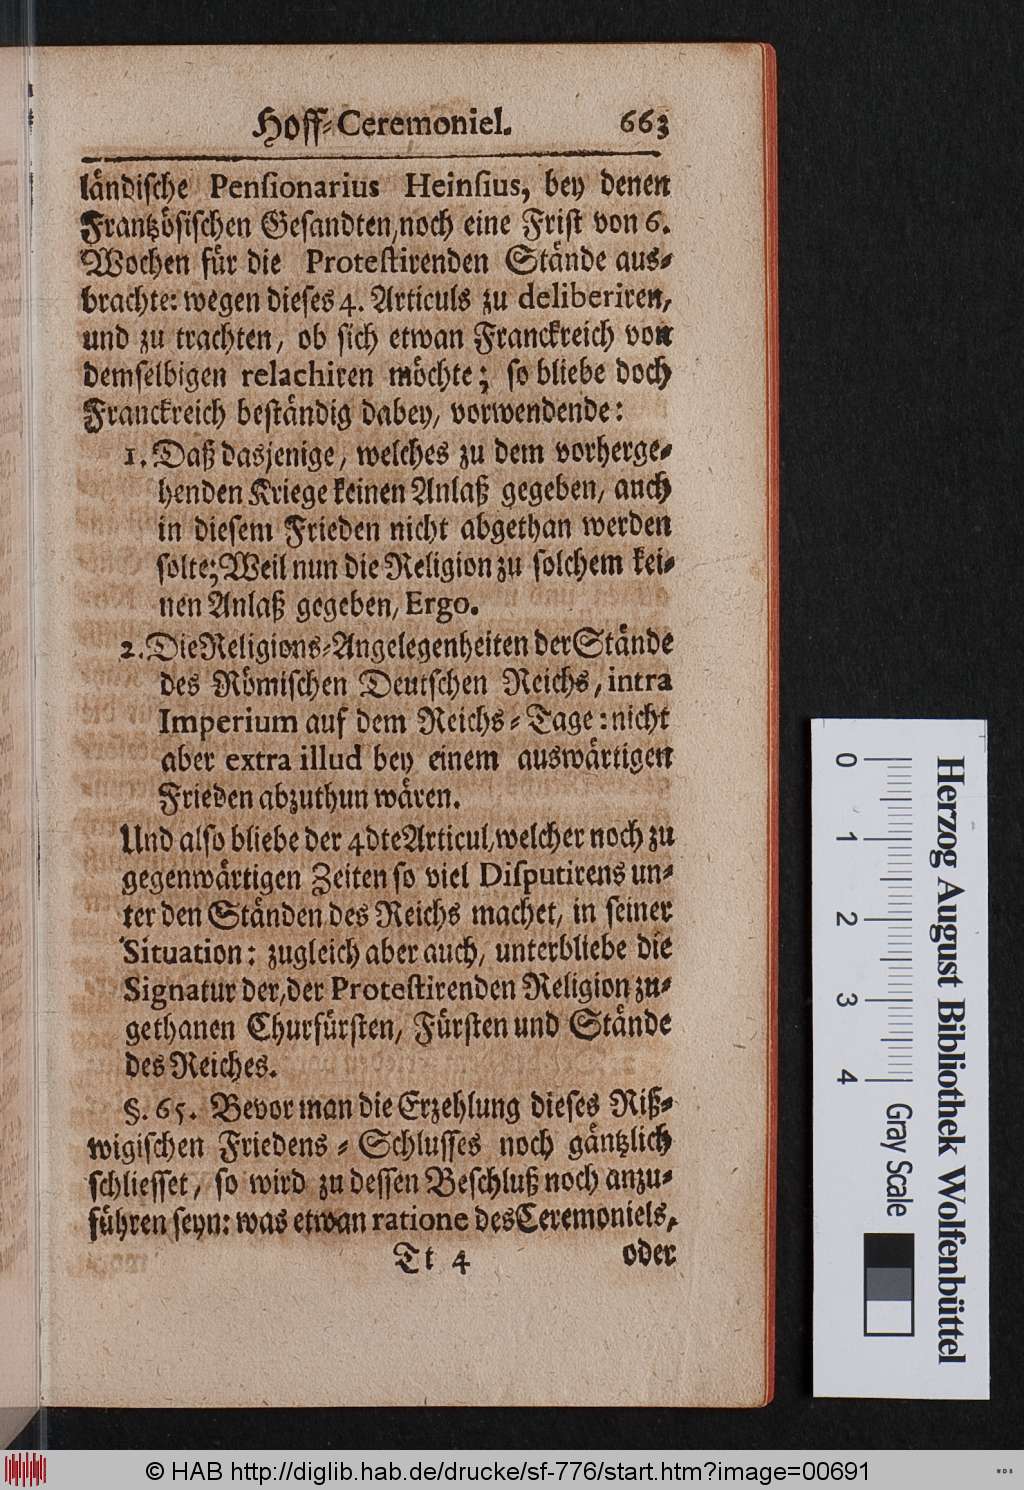 Hoff-Ceremoniel. 663
ländische Pensionarius Heinsius, bey denen
Frantzösischen Gesandten, noch eine Frist von 6.
Wochen für die Protestirenden Stände aus-
brachte: wegen dieses 4. Articuls zu deliberiren,
und zu trachten, ob sich etwan Franckreich von
demselbigen relachiren möchte; so bliebe doch
Franckreich beständig dabey, vorwendende:
1. Daß dasjenige, welches zu dem vorherge-
henden Kriege keinen Anlaß gegeben, auch
in diesem Frieden nicht abgethan werden
solte; Weil nun die Religion zu solchem kei-
nen Anlaß gegeben, Ergo.
2. Die Religions-Angelegenheiten der Stände
des Römischen Deutschen Reichs, intra
Imperium auf dem Reichs-Tage: nicht
aber extra illud bey einem auswärtigen
Frieden abzuthun wären.
Und also bliebe der 4dte Articul, welcher noch zu
gegenwärtigen Zeiten so viel Disputirens un-
ter den Ständen des Reichs machet, in seiner
Situation: zugleich aber auch, unterbliebe die
Signatur der, der Protestirenden Religion zu-
gethanen Churfürsten, Fürsten und Stände
des Reiches.
§. 65. Bevor man die Erzehlung dieses Riß-
wigischen Friedens-Schlusses noch gäntzlich
schliesset, so wird zu dessen Beschluß noch anzu-
führen seyn: was etwan ratione des Ceremoniels,
Tt 4 oder
0 1 2 3 4
Gray Scale
Herzog August Bibliothek Wolfenbüttel
© HAB http://diglib.hab.de/drucke/sf-776/start.htm?image=00691